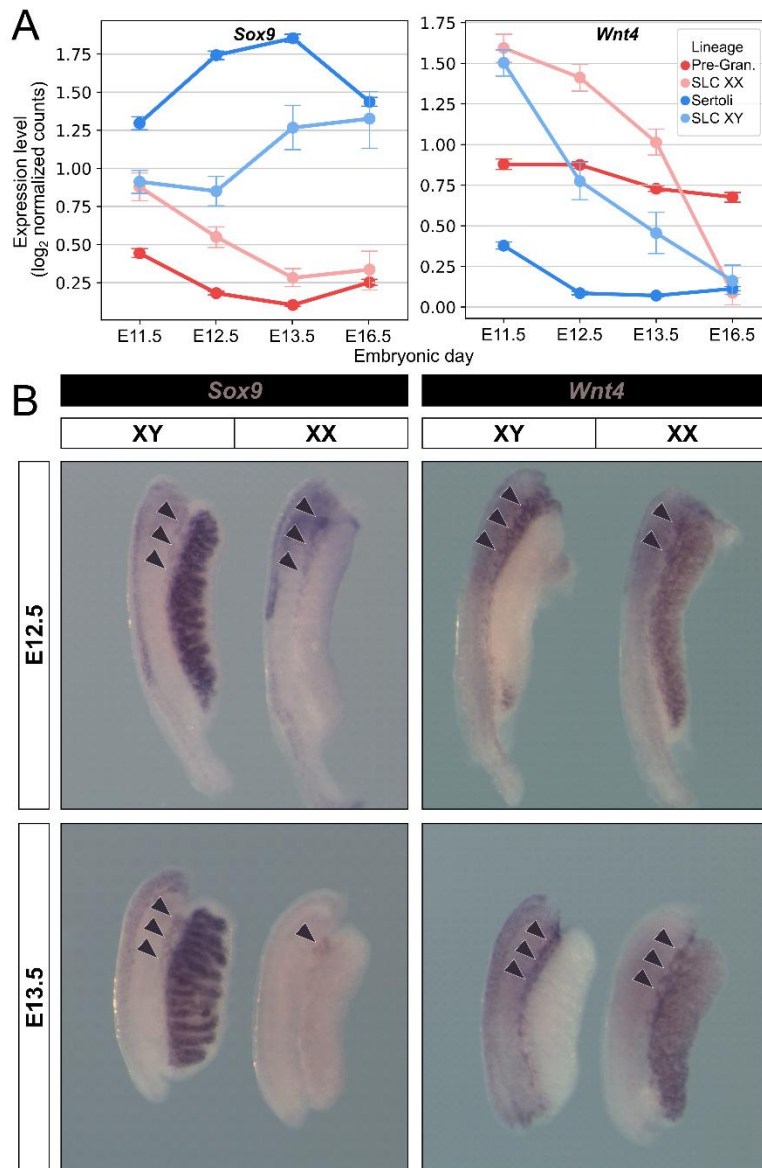 A
Sox9
Wnt4
Expression level
(log₂ normalized counts)
1.75
1.50
1.25
1.00
0.75
0.50
0.25
1.75
1.50
1.25
1.00
0.75
0.50
0.25
0.00
Lineage
Pre-Gran.
SLC XX
Sertoli
SLC XY
E11.5 E12.5 E13.5 E16.5
E11.5 E12.5 E13.5 E16.5
Embryonic day
B
Sox9 Wnt4
XY XX XY XX
E12.5
E13.5